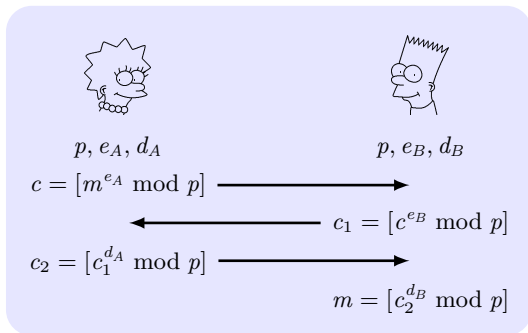 p, e_A, d_A p, e_B, d_B
c = [m^{e_A} mod p]
c_1 = [c^{e_B} mod p]
c_2 = [c_1^{d_A} mod p]
m = [c_2^{d_B} mod p]